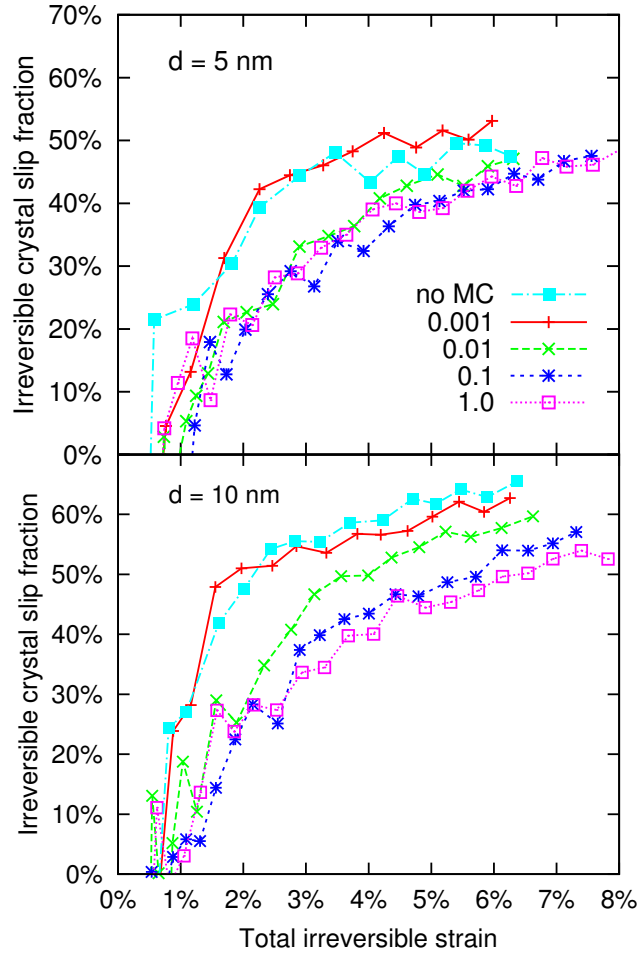 70%
d = 5 nm
60%
50%
40%
30%
20%
10%
0%
Irreversible crystal slip fraction
no MC
0.001
0.01
0.1
1.0
d = 10 nm
60%
50%
40%
30%
20%
10%
0%
Irreversible crystal slip fraction
0% 1% 2% 3% 4% 5% 6% 7% 8%
Total irreversible strain